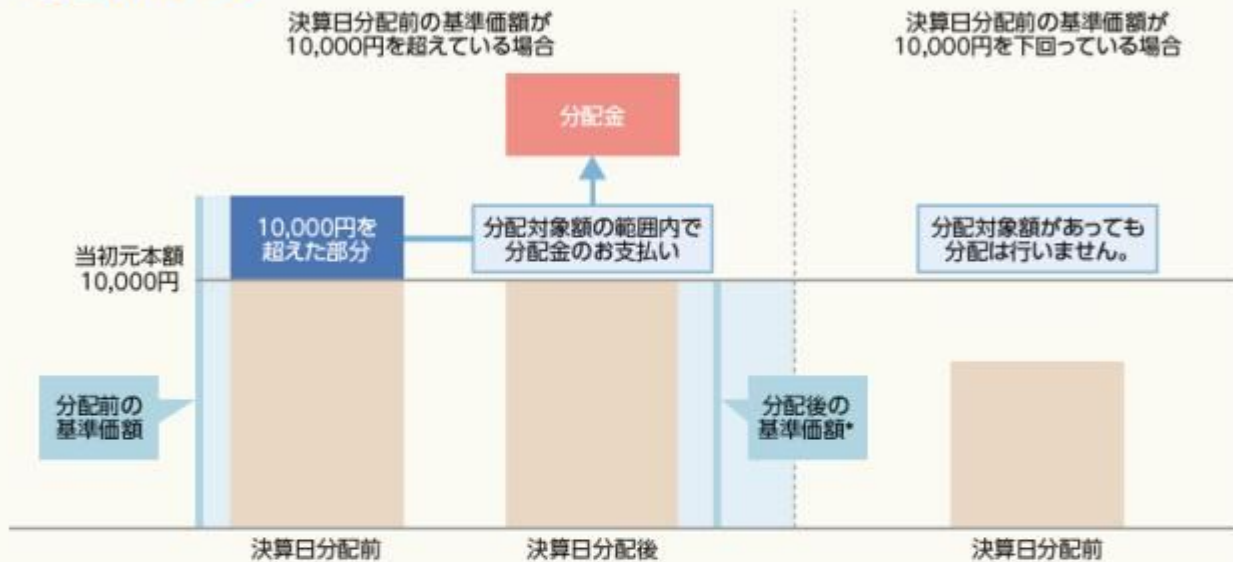 決算日分配前の基準価額が
10,000円を超えている場合
決算日分配前の基準価額が
10,000円を下回っている場合
分配金
10,000円を
超えた部分
分配対象額の範囲内で
分配金のお支払い
分配対象額があっても
分配は行いません。
当初元本額
10,000円
分配前の
基準価額
分配後の
基準価額*
決算日分配前
決算日分配後
決算日分配前